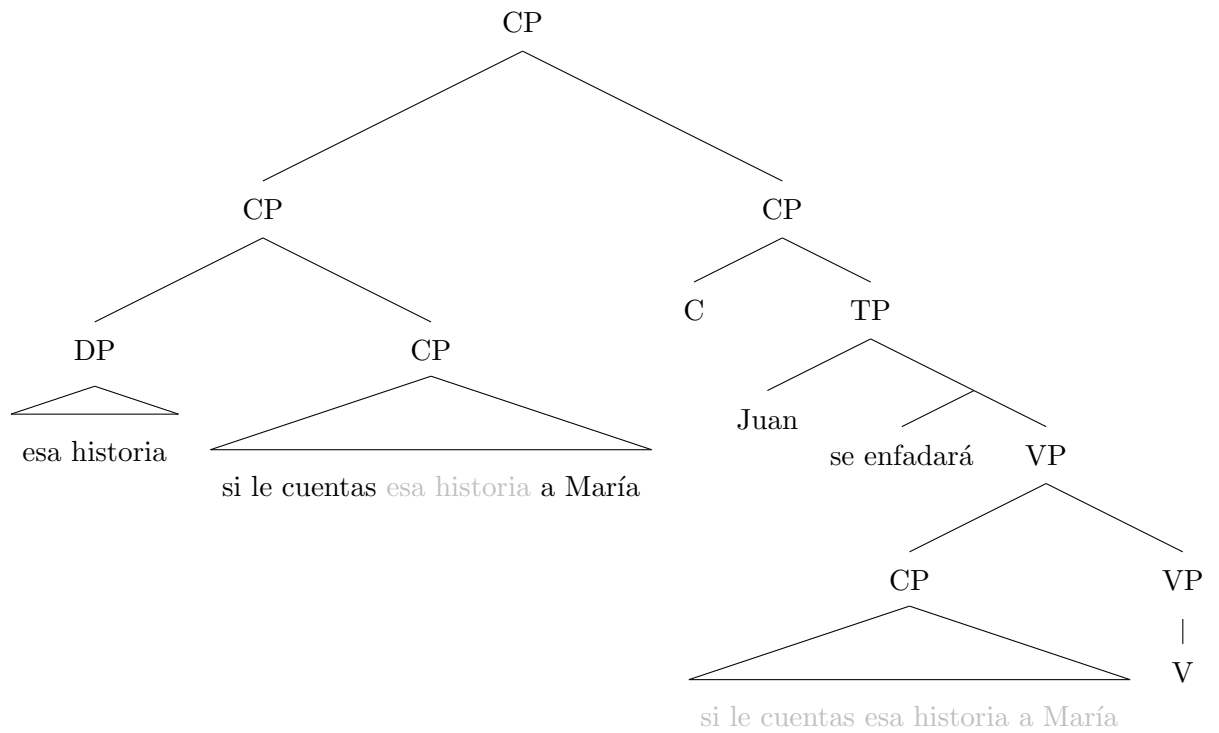 CP
CP CP
C TP
DP CP
Juan
esa historia
se enfadará VP
si le cuentas esa historia a María
CP VP
V
si le cuentas esa historia a María